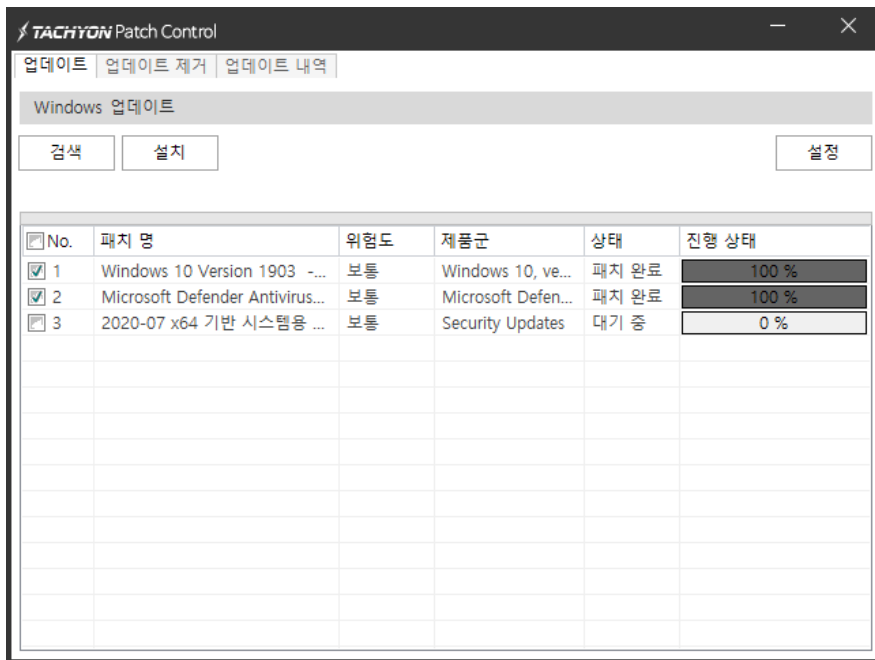 TACHYON Patch Control
업데이트 업데이트 제거 업데이트 내역
Windows 업데이트
검색 설치 설정
No. 패치 명 위험도 제품군 상태 진행 상태
1 Windows 10 Version 1903 -... 보통 Windows 10, ve... 패치 완료 100 %
2 Microsoft Defender Antivirus... 보통 Microsoft Defen... 패치 완료 100 %
3 2020-07 x64 기반 시스템용 ... 보통 Security Updates 대기 중 0 %